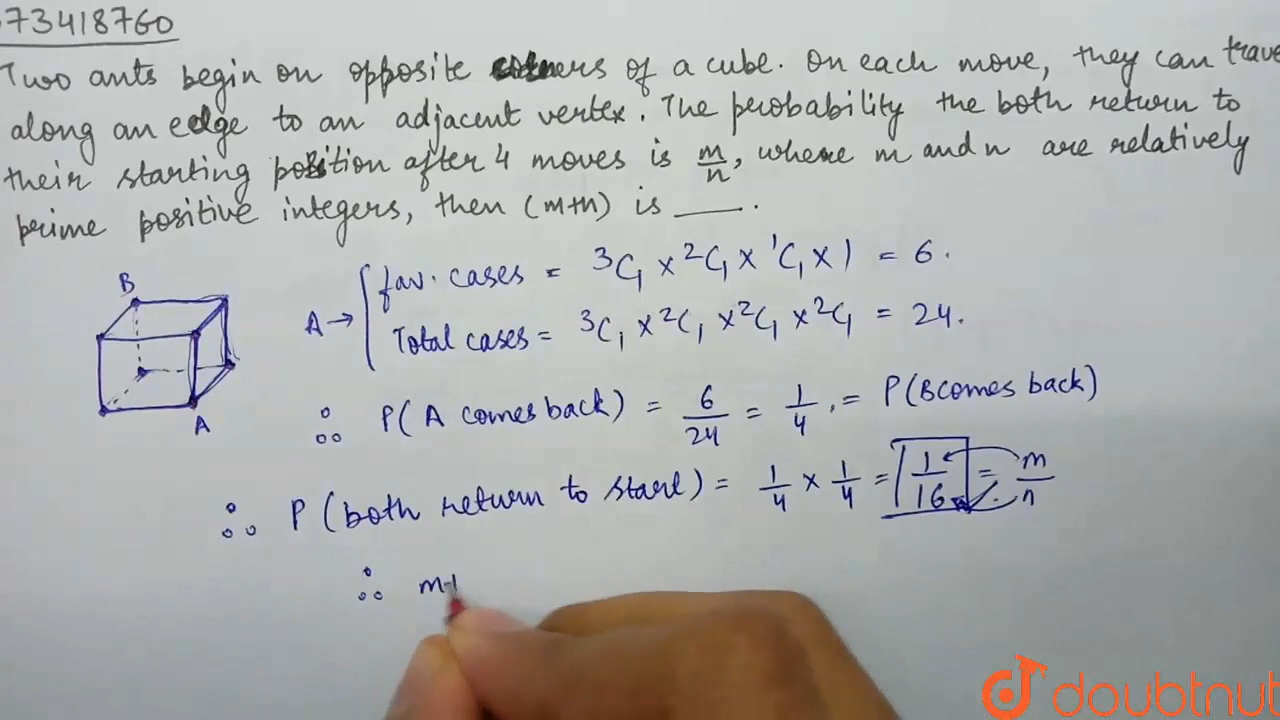 73418760
Two ants begin on opposite corners of a cube. On each move, they can trave
along an edge to an adjacent vertex. The probability the both return to
their starting position after 4 moves is m/n, where m and n are relatively
prime positive integers, then (m+n) is ___.
B
A
A → fav. cases = ³C₁ × ²C₁ × ¹C₁ × 1 = 6.
Total cases = ³C₁ × ²C₁ × ²C₁ × ²C₁ = 24.
∴ P(A comes back) = 6/24 = 1/4, = P(B comes back)
∴ P(both return to start) = 1/4 × 1/4 = 1/16 = m/n
∴ m+
doubtnut